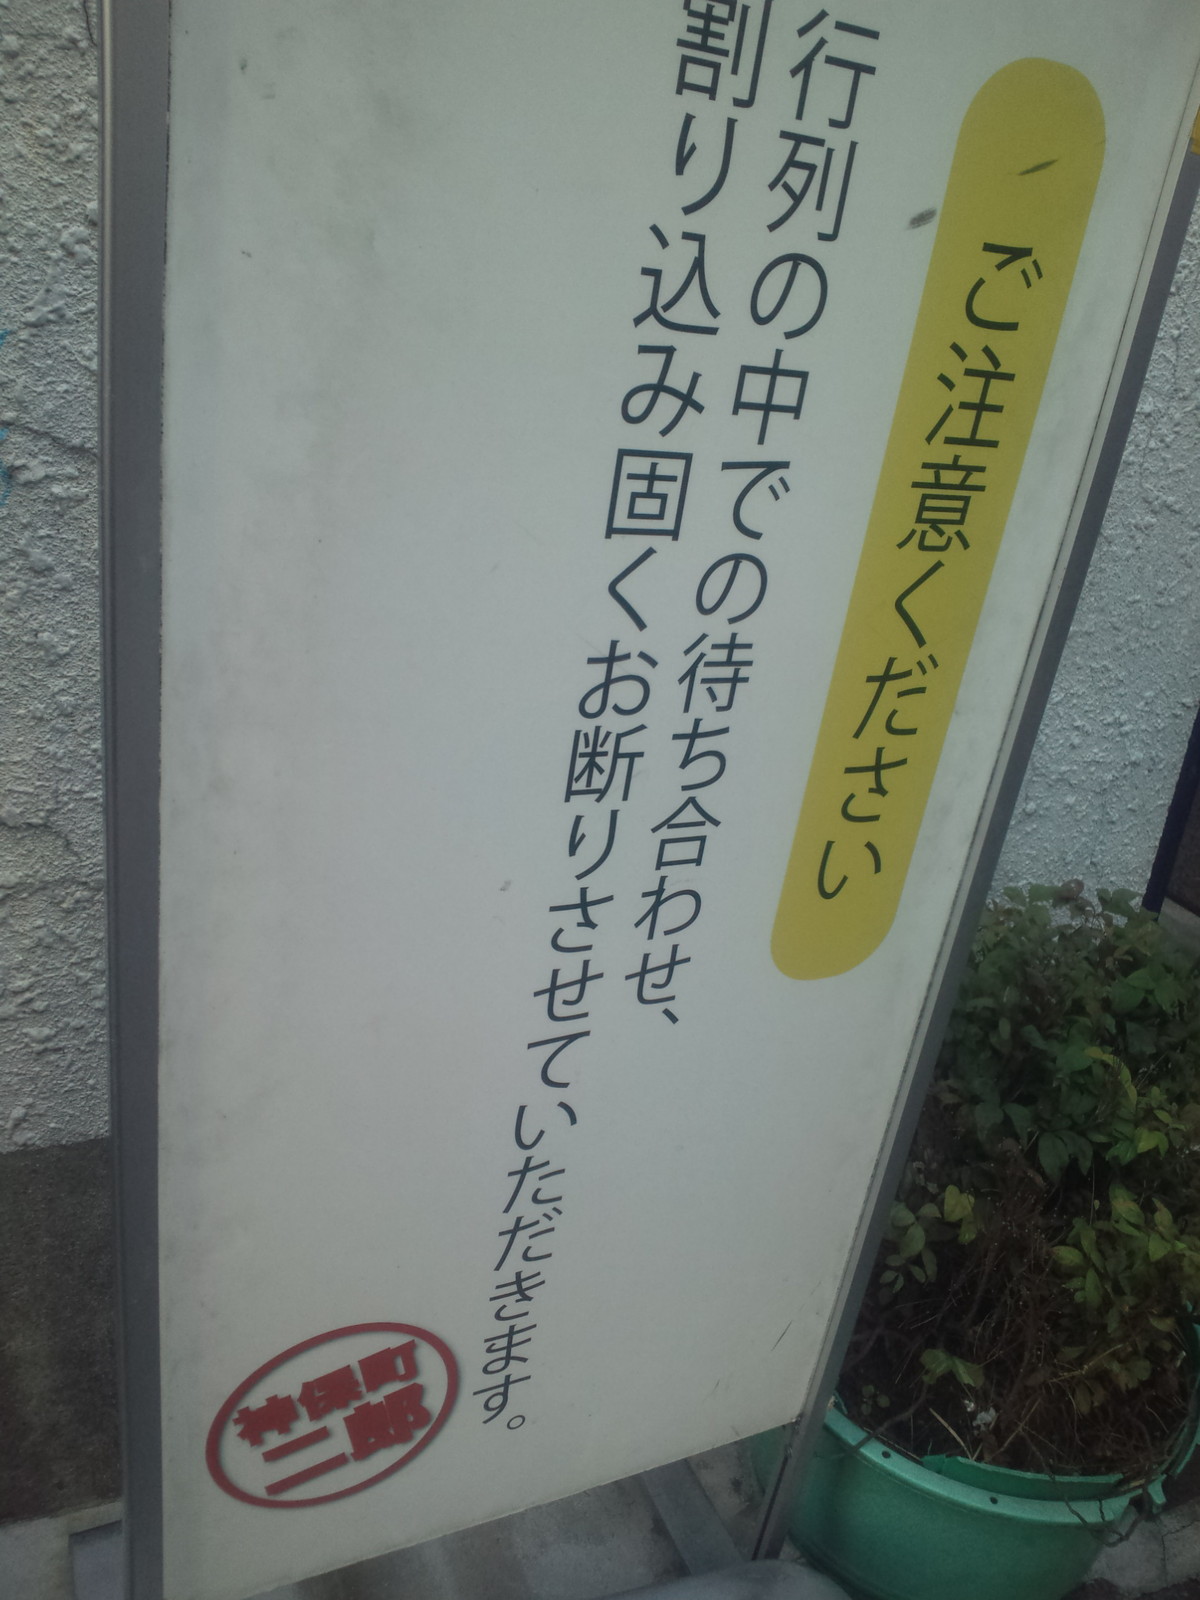 ご注意ください
行列の中での待ち合わせ、
割り込み固くお断りさせていただきます。
神保町
二郎